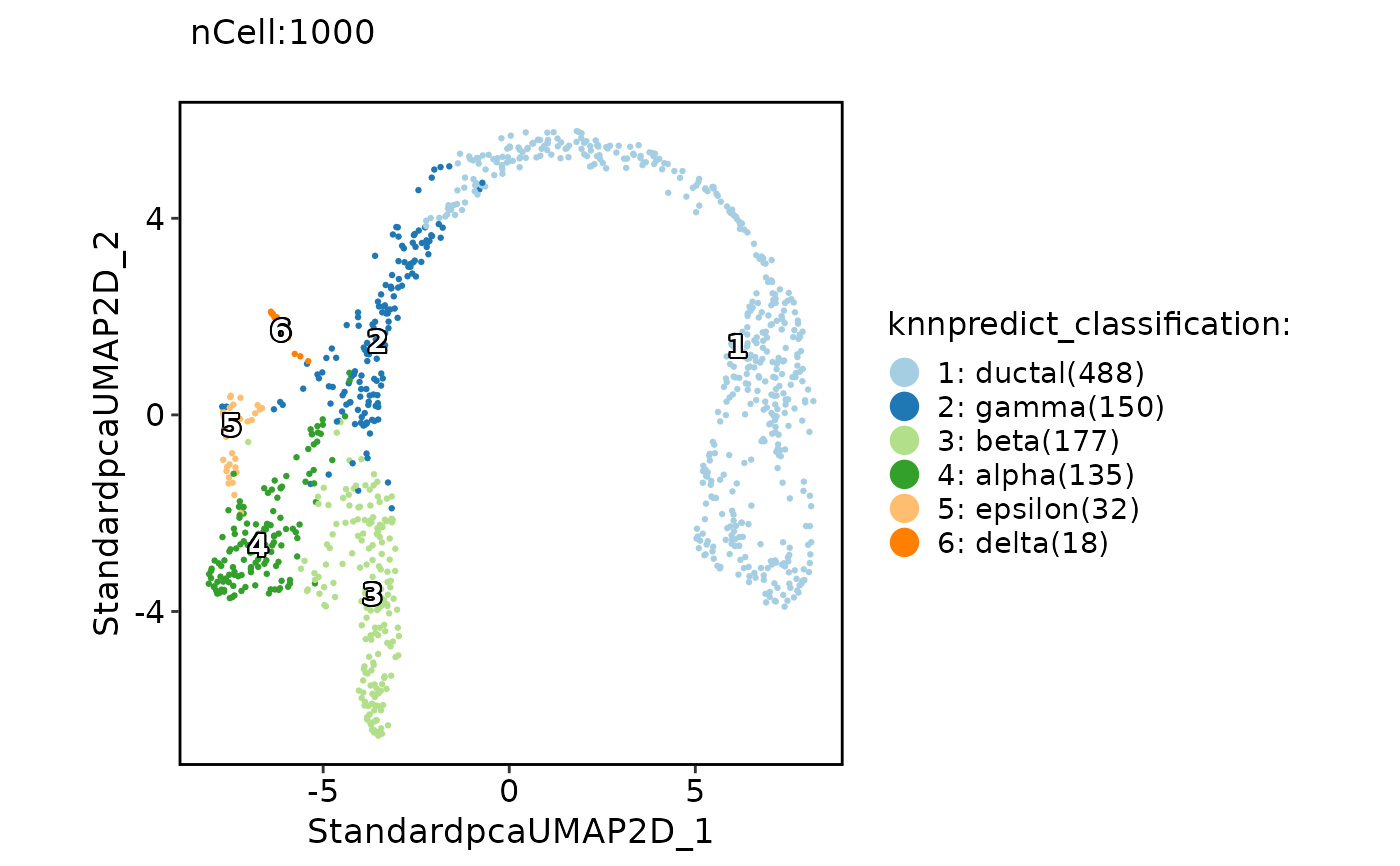 nCell:1000
StandardpcaUMAP2D_2
4
0
-4
6
2
1
5
4
3
-5 0 5
StandardpcaUMAP2D_1
knnpredict_classification:
1: ductal(488)
2: gamma(150)
3: beta(177)
4: alpha(135)
5: epsilon(32)
6: delta(18)